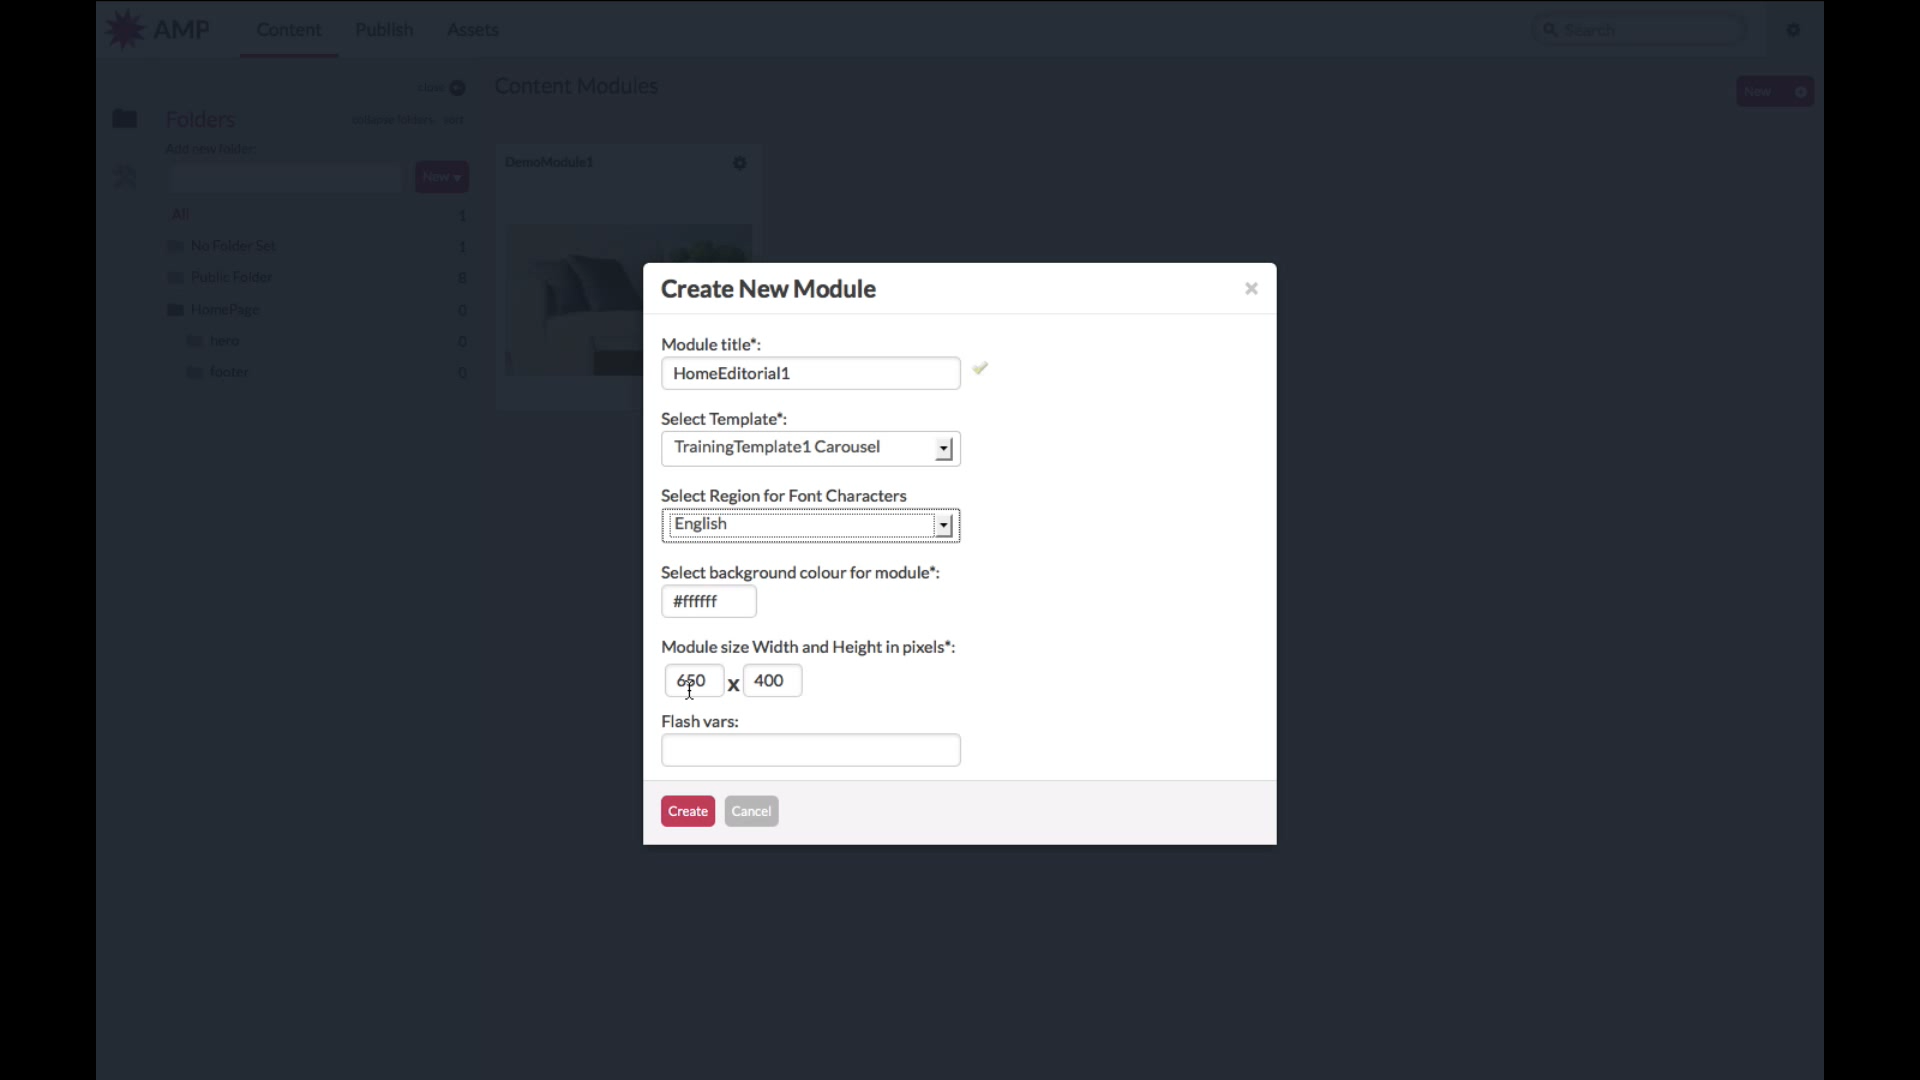 AMP
Content
Publish
Assets
Search
close
Content Modules
New
Folders
collapse folders
sort
Add new folder:
New
DemoModule1
All 1
No Folder Set 1
Public Folder 8
HomePage 0
hero 0
footer 0
Create New Module
×
Module title*:
HomeEditorial1
Select Template*:
TrainingTemplate1 Carousel
Select Region for Font Characters
English
Select background colour for module*:
#ffffff
Module size Width and Height in pixels*:
650 x 400
Flash vars:
Create
Cancel